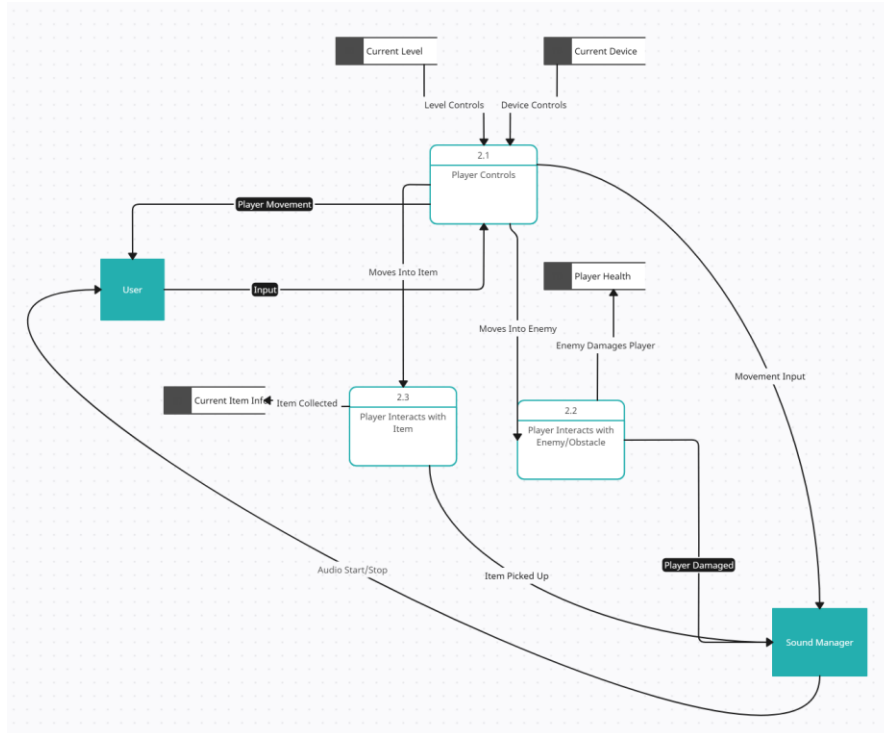 Current Level
Current Device
Level Controls
Device Controls
2.1
Player Controls
Player Movement
Moves Into Item
Player Health
User
Input
Moves Into Enemy
Enemy Damages Player
Movement Input
Current Item Inf
Item Collected
2.3
Player Interacts with
Item
2.2
Player Interacts with
Enemy/Obstacle
Player Damaged
Audio Start/Stop
Item Picked Up
Sound Manager